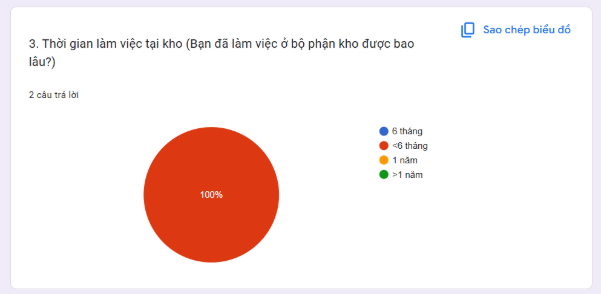 Sao chép biểu đồ
3. Thời gian làm việc tại kho (Bạn đã làm việc ở bộ phận kho được bao
lâu?)
2 câu trả lời
100%
6 tháng
<6 tháng
1 năm
>1 năm